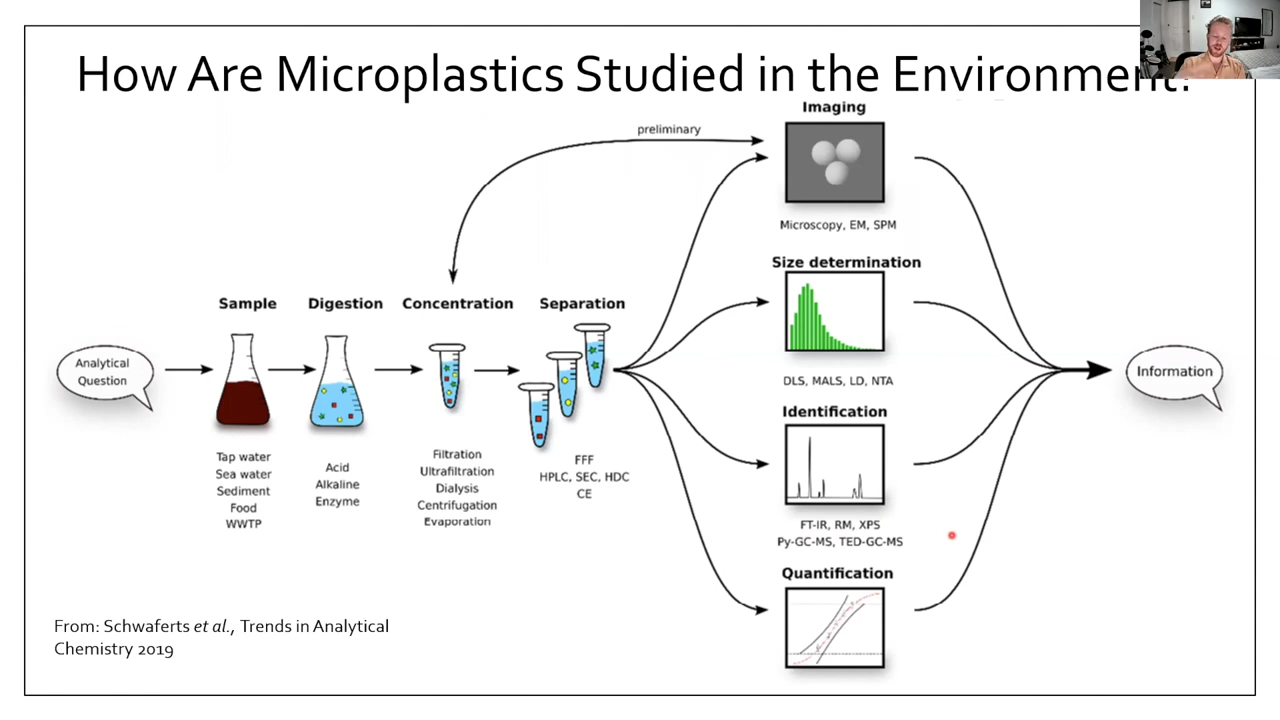 How Are Microplastics Studied in the Environment?
preliminary
Imaging
Microscopy, EM, SPM
Size determination
DLS, MALS, LD, NTA
Identification
FT-IR, RM, XPS
Py-GC-MS, TED-GC-MS
Quantification
Analytical
Question
Sample
Tap water
Sea water
Sediment
Food
WWTP
Digestion
Acid
Alkaline
Enzyme
Concentration
Filtration
Ultrafiltration
Dialysis
Centrifugation
Evaporation
Separation
FFF
HPLC, SEC, HDC
CE
Information
From: Schwaferts et al., Trends in Analytical
Chemistry 2019